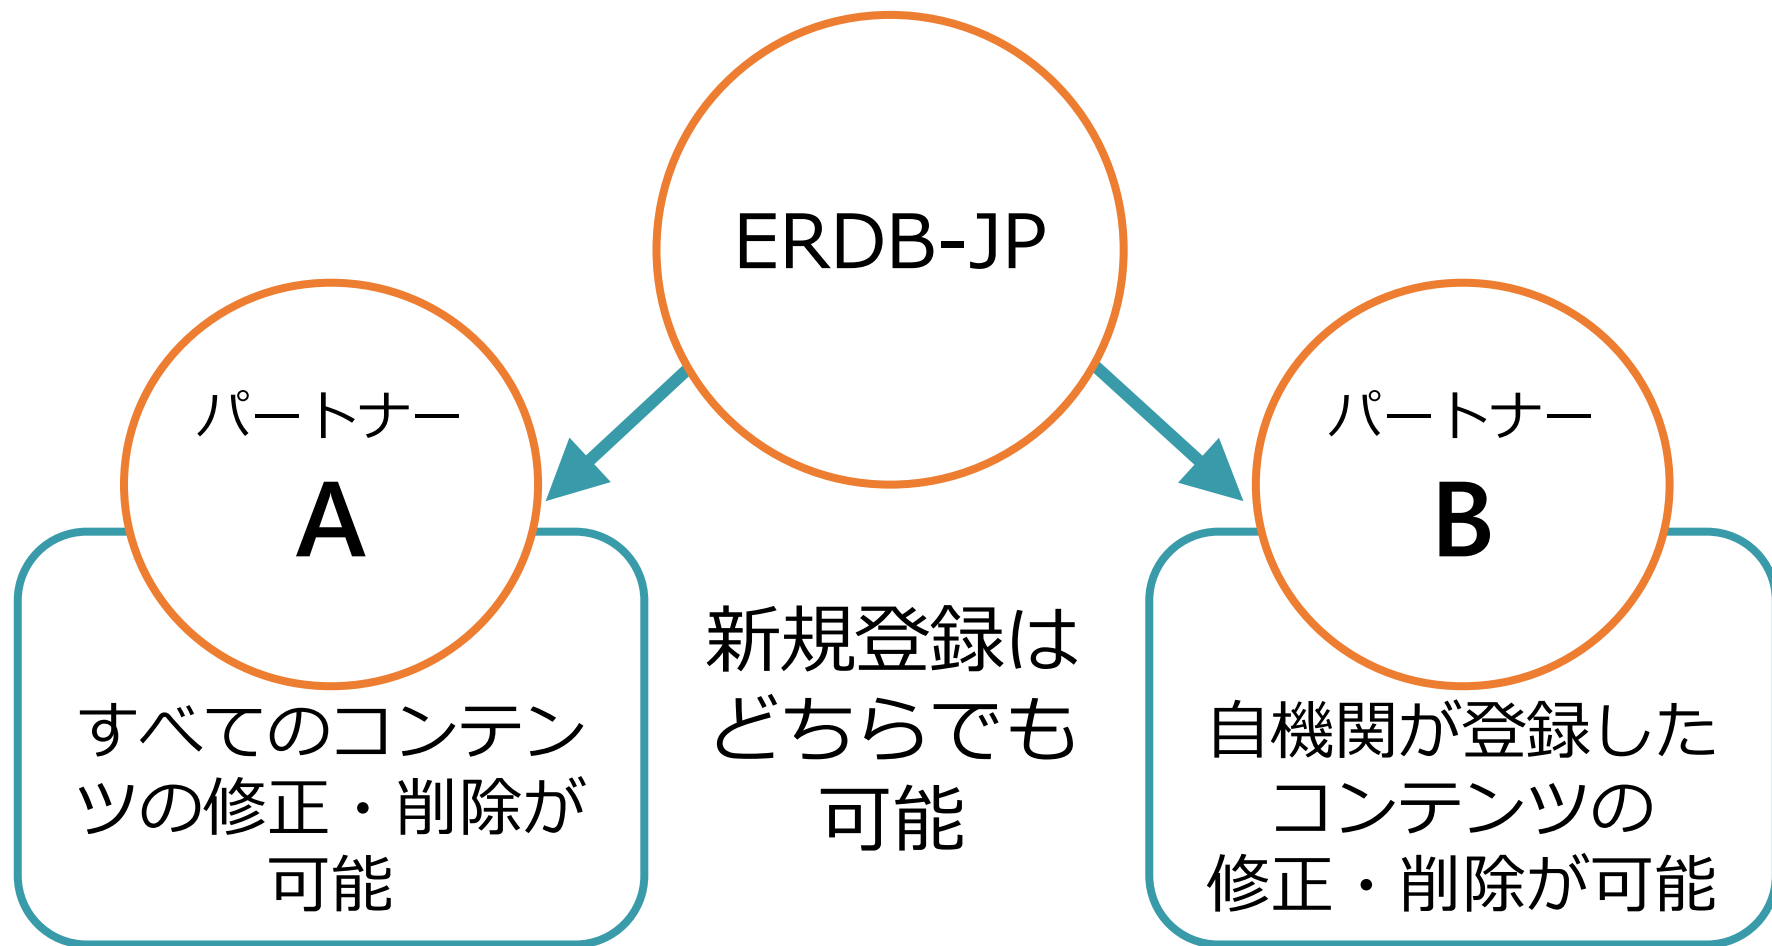 ERDB-JP
パートナー
A
すべてのコンテン
ツの修正・削除が
可能
新規登録は
どちらでも
可能
パートナー
B
自機関が登録した
コンテンツの
修正・削除が可能